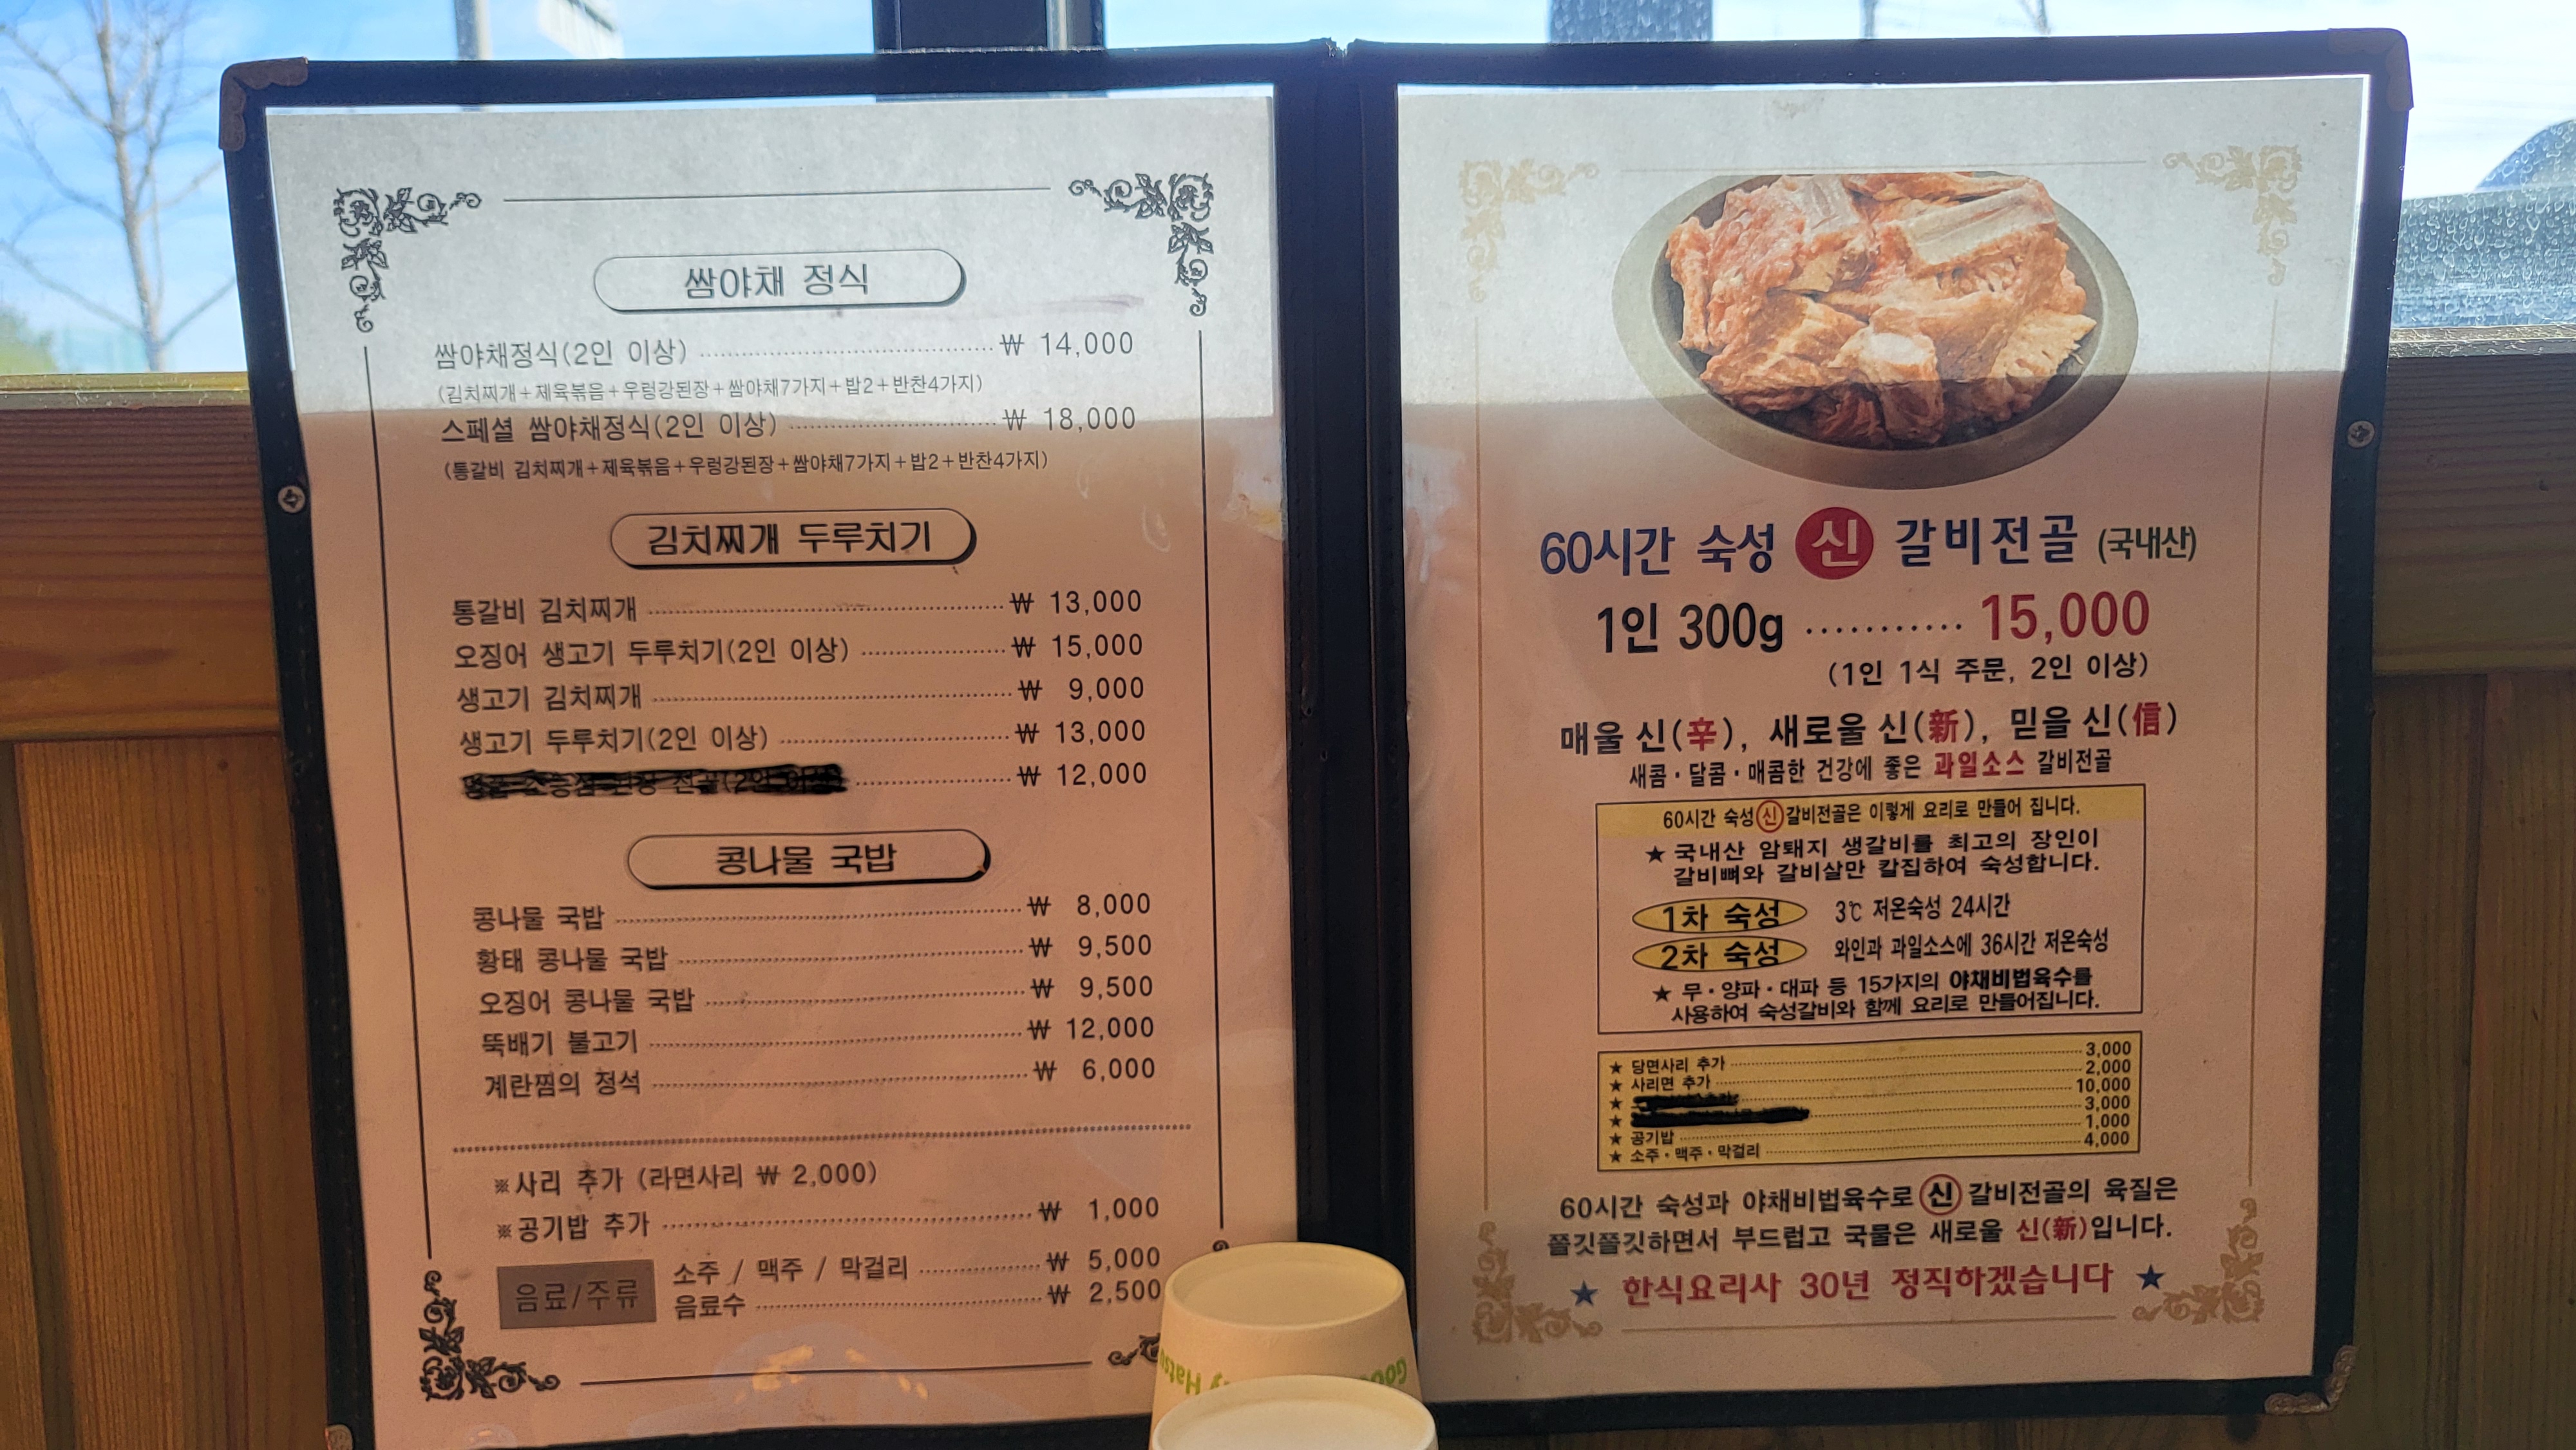 쌈야채 정식
쌈야채정식(2인 이상) ₩ 14,000
(김치찌개+제육볶음+우렁강된장+쌈야채7가지+밥2+반찬4가지)
스페셜 쌈야채정식(2인 이상) ₩ 18,000
(통갈비 김치찌개+제육볶음+우렁강된장+쌈야채7가지+밥2+반찬4가지)
김치찌개 두루치기
통갈비 김치찌개 ₩ 13,000
오징어 생고기 두루치기(2인 이상) ₩ 15,000
생고기 김치찌개 ₩ 9,000
생고기 두루치기(2인 이상) ₩ 13,000
전골(2인 이상) ₩ 12,000
콩나물 국밥
콩나물 국밥 ₩ 8,000
황태 콩나물 국밥 ₩ 9,500
오징어 콩나물 국밥 ₩ 9,500
뚝배기 불고기 ₩ 12,000
계란찜의 정석 ₩ 6,000
※사리 추가 (라면사리 ₩ 2,000)
※공기밥 추가 ₩ 1,000
음료/주류
소주 / 맥주 / 막걸리 ₩ 5,000
음료수 ₩ 2,500
60시간 숙성 신 갈비전골 (국내산)
1인 300g 15,000
(1인 1식 주문, 2인 이상)
매울 신(辛), 새로울 신(新), 믿을 신(信)
새콤·달콤·매콤한 건강에 좋은 과일소스 갈비전골
60시간 숙성 신 갈비전골은 이렇게 요리로 만들어 집니다.
★ 국내산 암퇘지 생갈비를 최고의 장인이
갈비뼈와 갈비살만 칼집하여 숙성합니다.
1차 숙성 3℃ 저온숙성 24시간
2차 숙성 와인과 과일소스에 36시간 저온숙성
★ 무·양파·대파 등 15가지의 야채비법육수를
사용하여 숙성갈비와 함께 요리로 만들어집니다.
★ 당면사리 추가 3,000
★ 사리면 추가 2,000
★ 10,000
★ 3,000
★ 공기밥 1,000
★ 소주·맥주·막걸리 4,000
60시간 숙성과 야채비법육수로 신 갈비전골의 육질은
쫄깃쫄깃하면서 부드럽고 국물은 새로울 신(新)입니다.
★ 한식요리사 30년 정직하겠습니다 ★